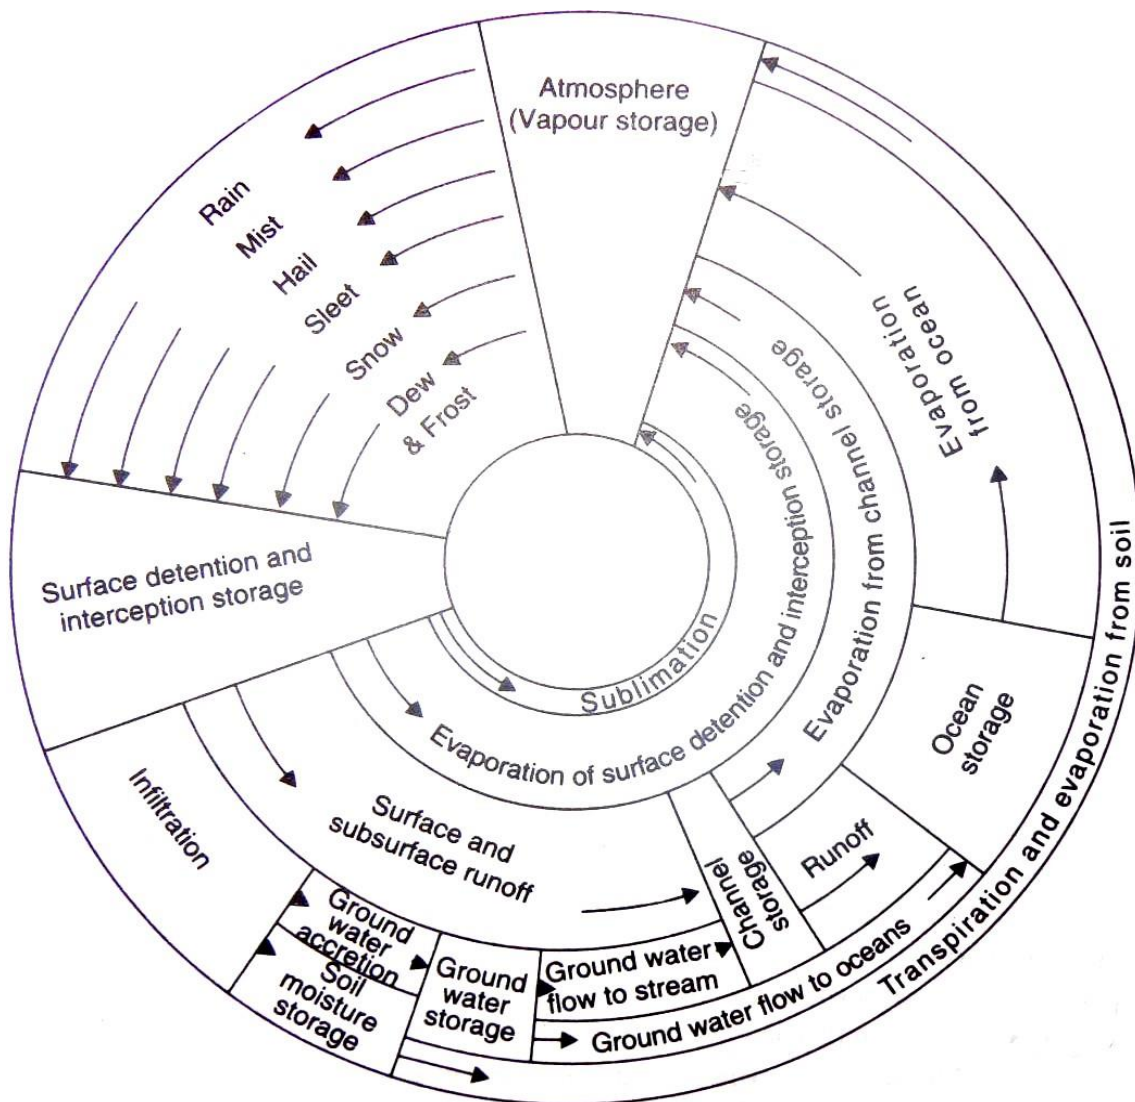 Atmosphere
(Vapour storage)
Rain
Mist
Hail
Sleet
Snow
Dew
& Frost
Surface detention and
interception storage
Infiltration
Surface and
subsurface runoff
Ground
water
accretion
Soil
moisture
storage
Ground
water
storage
Ground water
flow to stream
Channel
storage
Runoff
Ocean
storage
Evaporation
from ocean
Evaporation from channel storage
Evaporation of surface detention and interception storage
Sublimation
Ground water flow to oceans
Transpiration and evaporation from soil